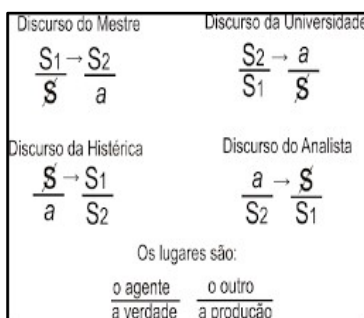 Discurso do Mestre
S1 → S2
$ a
Discurso da Universidade
S2 → a
S1 $
Discurso da Histérica
$ → S1
a S2
Discurso do Analista
a → $
S2 S1
Os lugares são:
o agente o outro
a verdade a produção